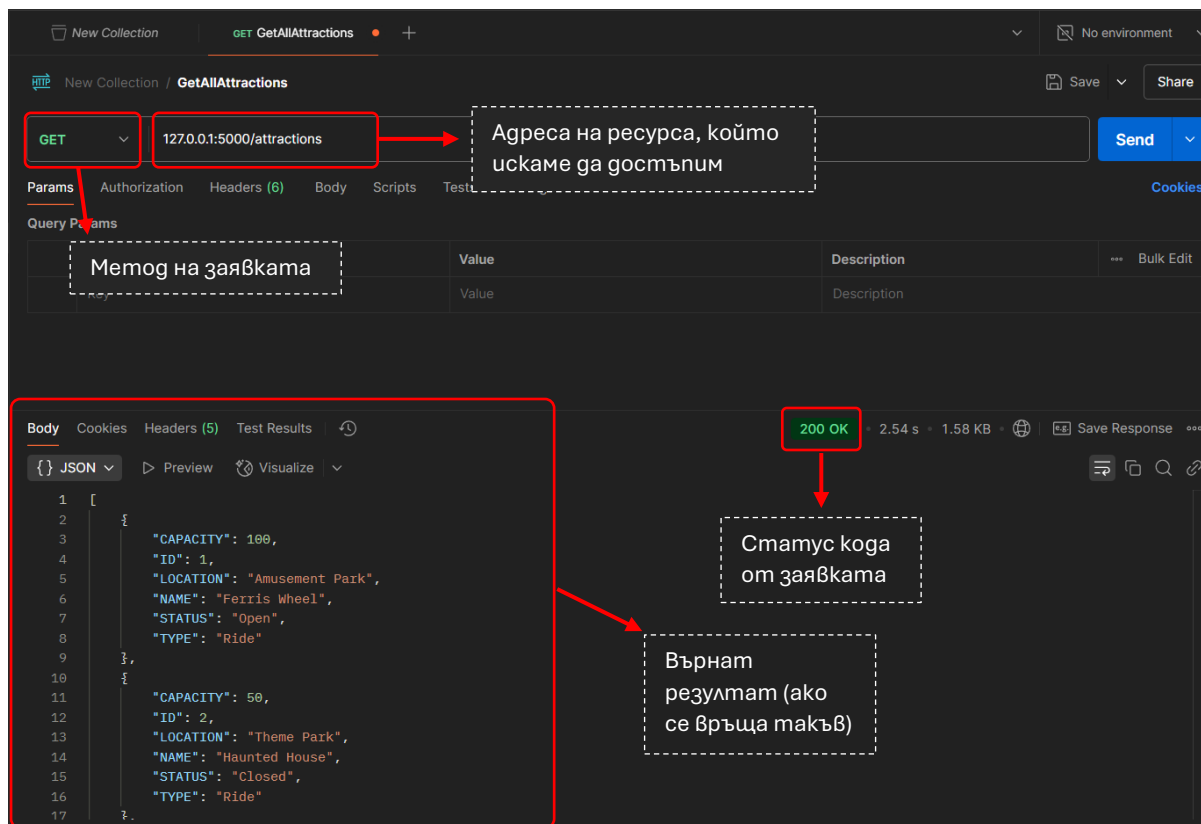 New Collection
GET GetAllAttractions
No environment
HTTP New Collection / GetAllAttractions
Save
Share
GET
127.0.0.1:5000/attractions
Адреса на ресурса, който
искаме да достъпим
Send
Params Authorization Headers (6) Body Scripts
Cookies
Query Params
Метод на заявката
Value Description Bulk Edit
Key Value Description
Body Cookies Headers (5) Test Results
200 OK 2.54 s 1.58 KB e.g. Save Response
{} JSON Preview Visualize
1 [
2 {
3 "CAPACITY": 100,
4 "ID": 1,
5 "LOCATION": "Amusement Park",
6 "NAME": "Ferris Wheel",
7 "STATUS": "Open",
8 "TYPE": "Ride"
9 },
10 {
11 "CAPACITY": 50,
12 "ID": 2,
13 "LOCATION": "Theme Park",
14 "NAME": "Haunted House",
15 "STATUS": "Closed",
16 "TYPE": "Ride"
17 },
Статус кода
от заявката
Върнат
резултат (ако
се връща такъв)